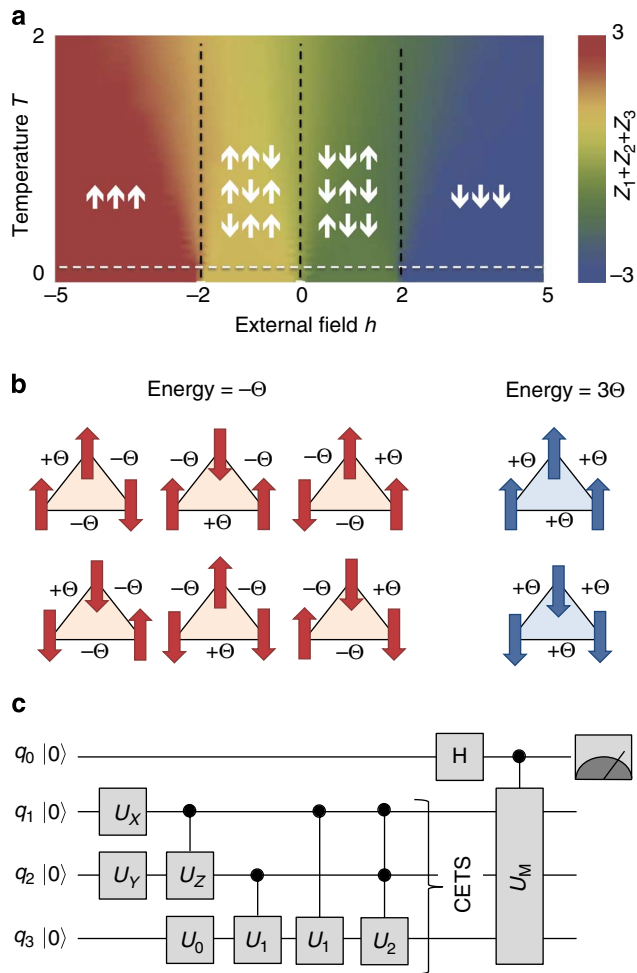 a
2
3
Temperature T
Z1+Z2+Z3
↑↑↑
↑↑↓ ↓↓↑
↑↓↑ ↓↑↓
↓↑↑ ↑↓↓
↓↓↓
0
−3
−5 −2 0 2 5
External field h
b
Energy = −Θ Energy = 3Θ
+Θ −Θ −Θ −Θ −Θ +Θ +Θ +Θ
−Θ +Θ −Θ +Θ
+Θ −Θ −Θ −Θ −Θ +Θ +Θ +Θ
−Θ +Θ −Θ +Θ
c
q0 |0⟩ H
q1 |0⟩ UX
q2 |0⟩ UY UZ CETS UM
q3 |0⟩ U0 U1 U1 U2